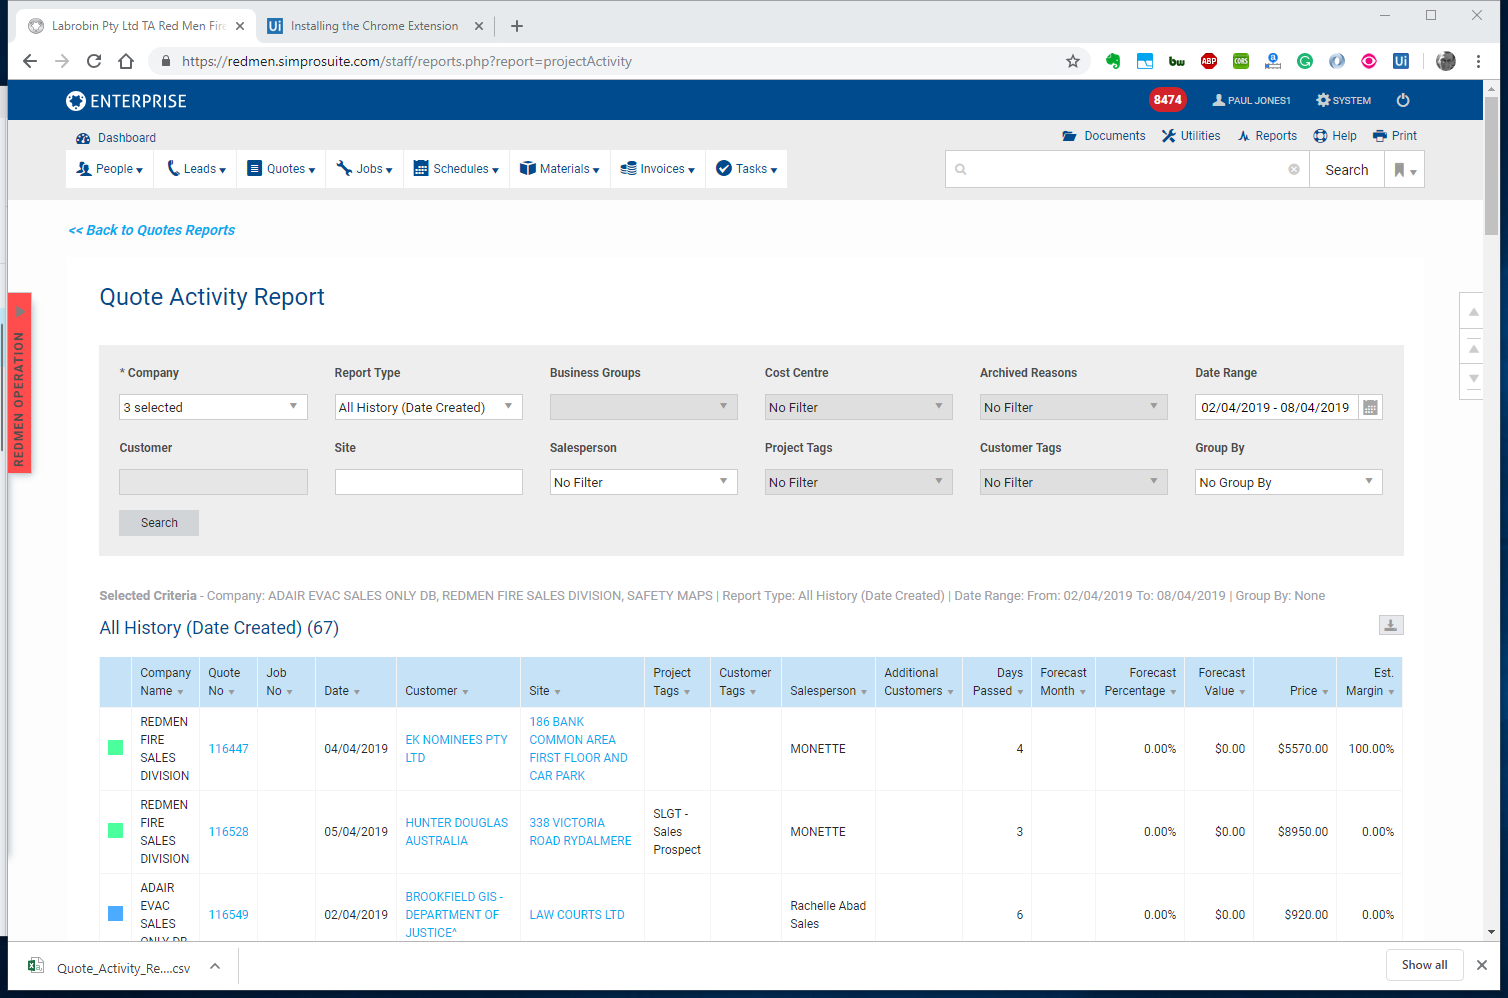 Labrobin Pty Ltd TA Red Men Fire
Installing the Chrome Extension
https://redmen.simprosuite.com/staff/reports.php?report=projectActivity
bw ABP CORS Ui
ENTERPRISE
8474 PAUL JONES1 SYSTEM
Dashboard
Documents Utilities Reports Help Print
People Leads Quotes Jobs Schedules Materials Invoices Tasks
Search
<< Back to Quotes Reports
REDMEN OPERATION
Quote Activity Report
* Company Report Type Business Groups Cost Centre Archived Reasons Date Range
3 selected All History (Date Created) No Filter No Filter 02/04/2019 - 08/04/2019
Customer Site Salesperson Project Tags Customer Tags Group By
No Filter No Filter No Filter No Group By
Search
Selected Criteria - Company: ADAIR EVAC SALES ONLY DB, REDMEN FIRE SALES DIVISION, SAFETY MAPS | Report Type: All History (Date Created) | Date Range: From: 02/04/2019 To: 08/04/2019 | Group By: None
All History (Date Created) (67)
Company Quote Job Project Customer Additional Days Forecast Forecast Forecast Est.
Name No No Date Customer Site Tags Tags Salesperson Customers Passed Month Percentage Value Price Margin
REDMEN 186 BANK
FIRE EK NOMINEES PTY COMMON AREA
116447 04/04/2019 MONETTE 4 0.00% $0.00 $5570.00 100.00%
SALES LTD FIRST FLOOR AND
DIVISION CAR PARK
REDMEN
FIRE HUNTER DOUGLAS 338 VICTORIA SLGT -
116528 05/04/2019 Sales MONETTE 3 0.00% $0.00 $8950.00 0.00%
SALES AUSTRALIA ROAD RYDALMERE Prospect
DIVISION
ADAIR
EVAC BROOKFIELD GIS - Rachelle Abad
116549 02/04/2019 DEPARTMENT OF LAW COURTS LTD 6 0.00% $0.00 $920.00 0.00%
SALES JUSTICE^ Sales
ONLY DB
Quote_Activity_Re....csv
Show all